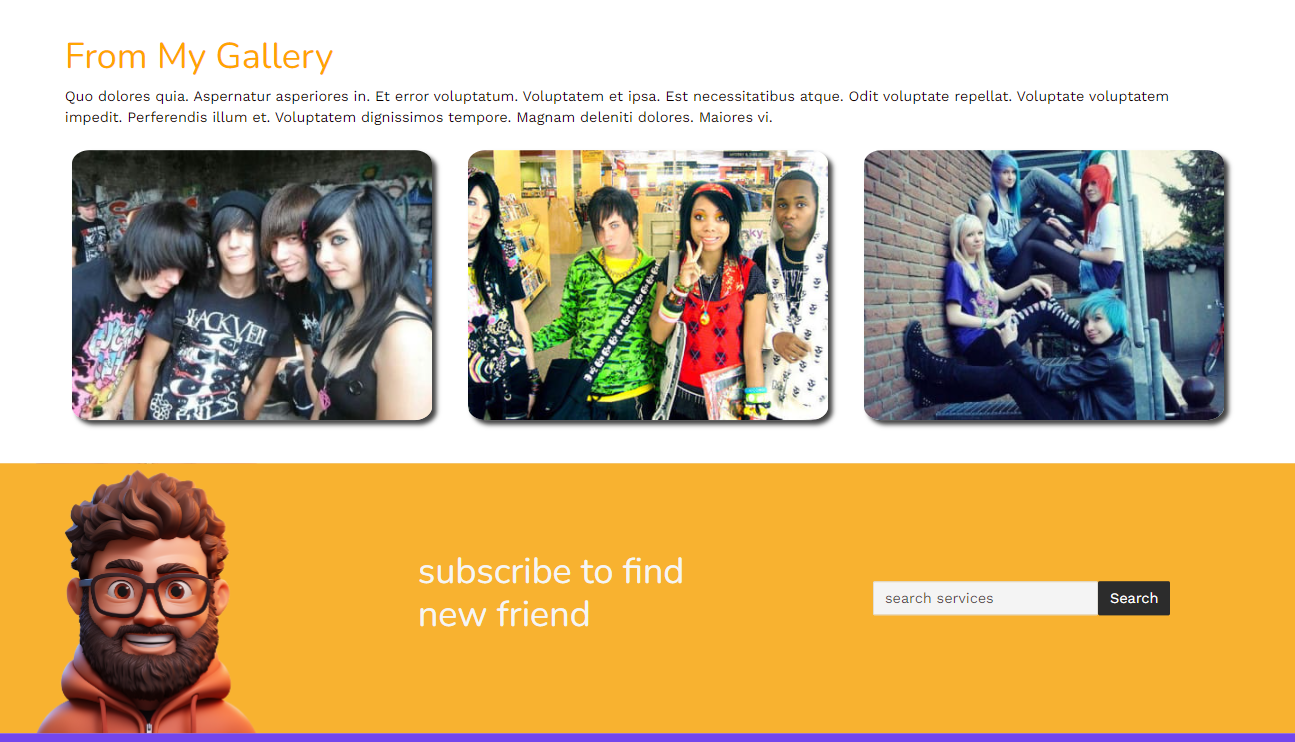 From My Gallery
Quo dolores quia. Aspernatur asperiores in. Et error voluptatum. Voluptatem et ipsa. Est necessitatibus atque. Odit voluptate repellat. Voluptate voluptatem
impedit. Perferendis illum et. Voluptatem dignissimos tempore. Magnam deleniti dolores. Maiores vi.
subscribe to find
new friend
search services
Search